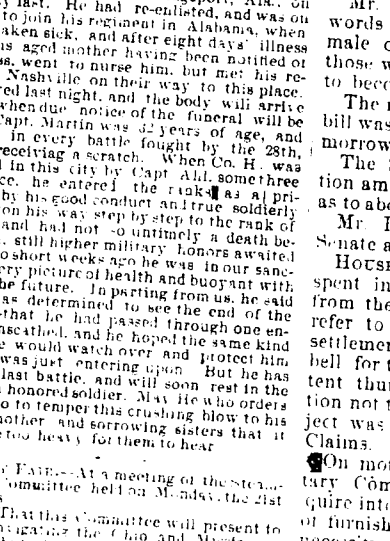 last. He had re-enlisted, and was on
to join his regiment in Alabama, when
taken sick, and after eight days' illness
aged mother having been notified of
went to nurse him, but met his re-
Nashville on their way to this place.
last night, and the body will arrive
when due notice of the funeral will be
Capt. Martin was 32 years of age, and
in every battle fought by the 28th,
receiving a scratch. When Co. H. was
in this city by Capt Ahl. some three
he entered the ranks as a pri-
by his good conduct and true soldierly
on his way step by step to the rank of
and had not so untimely a death be-
still higher military honors awaited
short weeks ago he was in our sanc-
very picture of health and buoyant with
the future. In parting from us, he said
was determined to see the end of the
that he had passed through one en-
unscathed, and he hoped the same kind
would watch over and protect him
was just entering upon But he has
last battle, and will soon rest in the
honored soldier. May He who orders
to temper this crushing blow to his
mother and sorrowing sisters that it
too heavy for them to bear
FAIR.—At a meeting of the Steam-
Committee held on Monday, the 21st
That this Committee will present to
navigating the Ohio and
Mr.
words
male
those w
to bec
The
bill was
morrow
The
tion am
as to ab
Mr.
Senate a
HOUSE
spent in
from the
refer to
settlemen
bell for t
tent thu
tion not t
ject was
Claims.
On mo
tary Com
quire into
of furnish